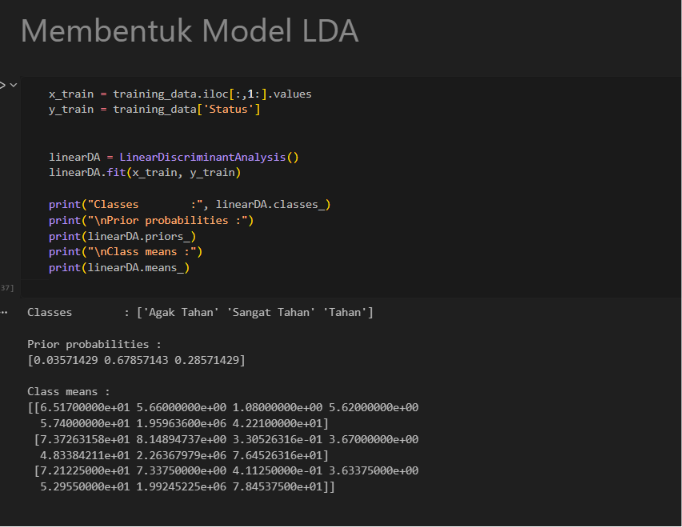 Membentuk Model LDA
x_train = training_data.iloc[:,1:].values
y_train = training_data['Status']
linearDA = LinearDiscriminantAnalysis()
linearDA.fit(x_train, y_train)
print("Classes        :", linearDA.classes_)
print("\nPrior probabilities :")
print(linearDA.priors_)
print("\nClass means :")
print(linearDA.means_)
37]
Classes        : ['Agak Tahan' 'Sangat Tahan' 'Tahan']
Prior probabilities :
[0.03571429 0.67857143 0.28571429]
Class means :
[[6.51700000e+01 5.66000000e+00 1.08000000e+00 5.62000000e+00
5.74000000e+01 1.95963600e+06 4.22100000e+01]
[7.37263158e+01 8.14894737e+00 3.30526316e-01 3.67000000e+00
4.83384211e+01 2.26367979e+06 7.64526316e+01]
[7.21225000e+01 7.33750000e+00 4.11250000e-01 3.63375000e+00
5.29550000e+01 1.99245225e+06 7.84537500e+01]]